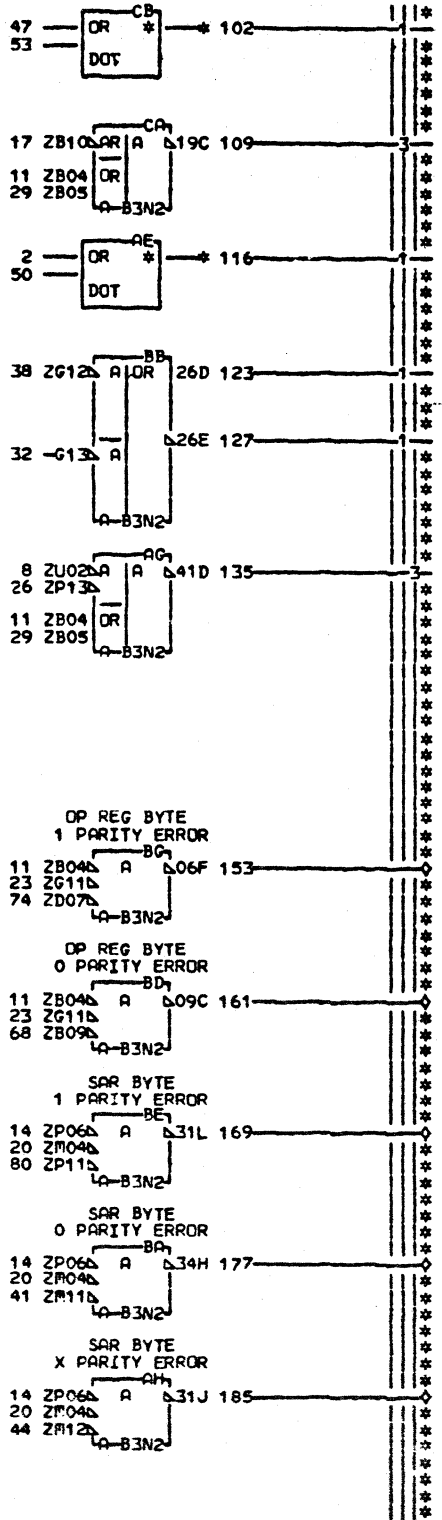 CB
47 OR * * 102 1
53
DOT
CA
17 ZB10 AR A 19C 109 3
11 ZB04 OR
29 ZB05
A B3N2
AE
2 OR * * 116 1
50
DOT
BB
38 ZG12 A OR 26D 123 1
32 -G13 A 26E 127 1
A B3N2
AG
8 ZU02 A A 41D 135 3
26 ZP13
11 ZB04 OR
29 ZB05
A B3N2
OP REG BYTE
1 PARITY ERROR
BG
11 ZB04 A 06F 153
23 ZG11
74 ZD07
A B3N2
OP REG BYTE
0 PARITY ERROR
BD
11 ZB04 A 09C 161
23 ZG11
68 ZB09
A B3N2
SAR BYTE
1 PARITY ERROR
BE
14 ZP06 A 31L 169
20 ZM04
80 ZP11
A B3N2
SAR BYTE
0 PARITY ERROR
BA
14 ZP06 A 34H 177
20 ZM04
41 ZM11
A B3N2
SAR BYTE
X PARITY ERROR
AH
14 ZP06 A 31J 185
20 ZM04
44 ZM12
A B3N2